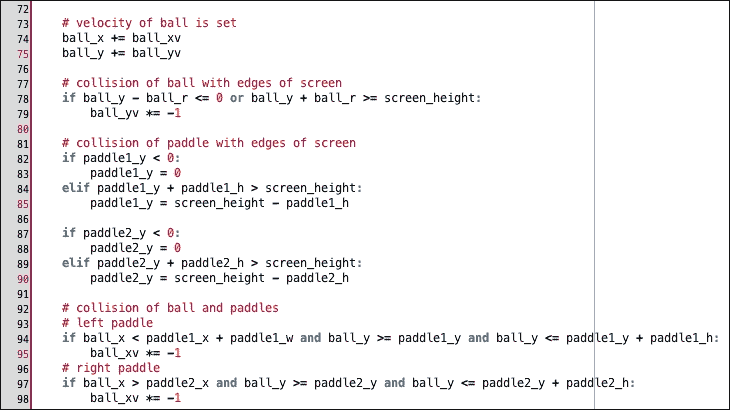 72
73 # velocity of ball is set
74 ball_x += ball_xv
75 ball_y += ball_yv
76
77 # collision of ball with edges of screen
78 if ball_y - ball_r <= 0 or ball_y + ball_r >= screen_height:
79 ball_yv *= -1
80
81 # collision of paddle with edges of screen
82 if paddle1_y < 0:
83 paddle1_y = 0
84 elif paddle1_y + paddle1_h > screen_height:
85 paddle1_y = screen_height - paddle1_h
86
87 if paddle2_y < 0:
88 paddle2_y = 0
89 elif paddle2_y + paddle2_h > screen_height:
90 paddle2_y = screen_height - paddle2_h
91
92 # collision of ball and paddles
93 # left paddle
94 if ball_x < paddle1_x + paddle1_w and ball_y >= paddle1_y and ball_y <= paddle1_y + paddle1_h:
95 ball_xv *= -1
96 # right paddle
97 if ball_x > paddle2_x and ball_y >= paddle2_y and ball_y <= paddle2_y + paddle2_h:
98 ball_xv *= -1